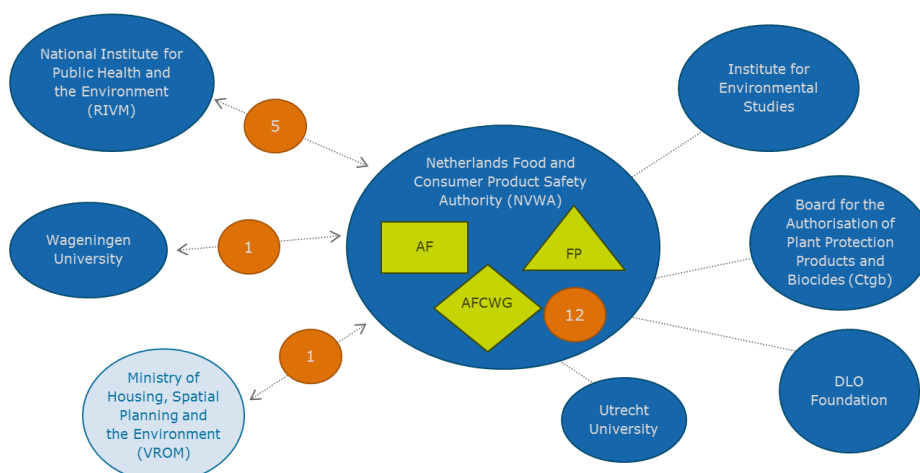 National Institute for
Public Health and
the Environment
(RIVM)
5
Institute for
Environmental
Studies
Netherlands Food and
Consumer Product Safety
Authority (NVWA)
AF
FP
AFCWG
12
Wageningen
University
1
Board for the
Authorisation of
Plant Protection
Products and
Biocides (Ctgb)
1
Ministry of
Housing, Spatial
Planning and
the Environment
(VROM)
Utrecht
University
DLO
Foundation